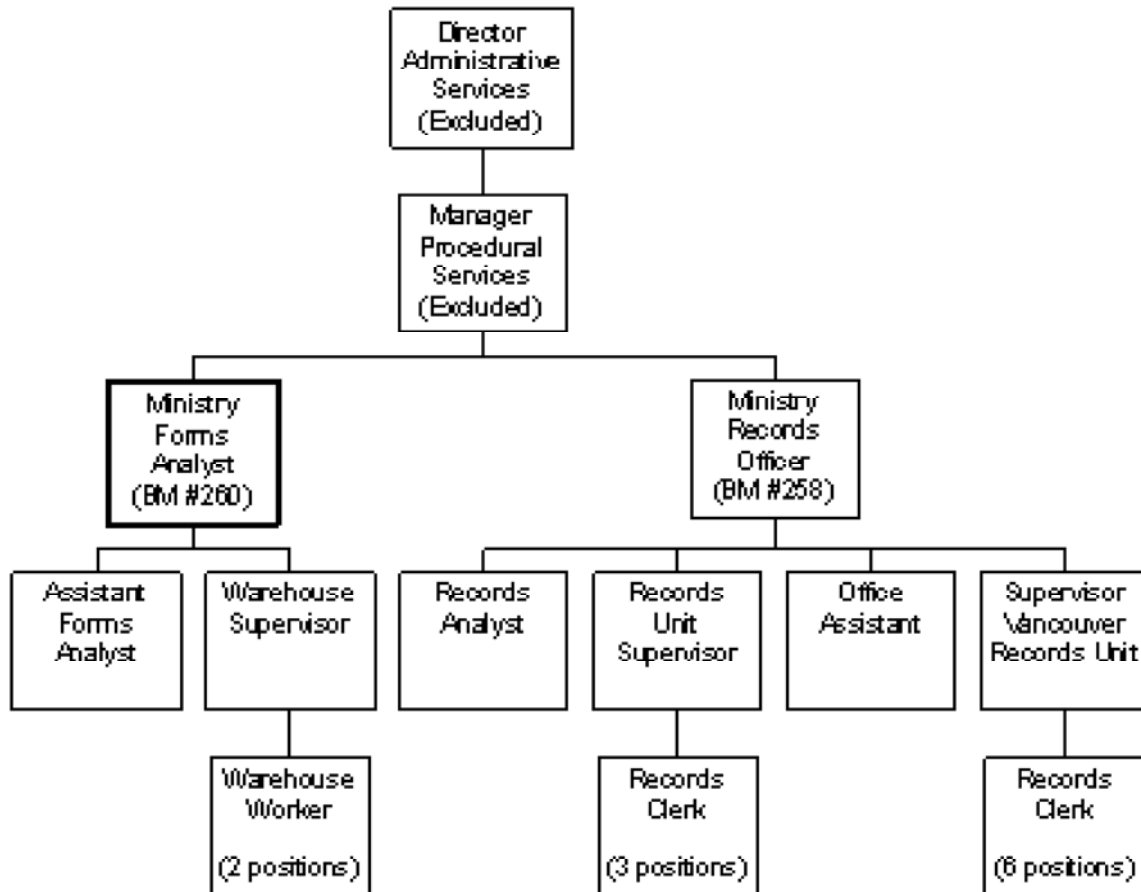 Director
Administrative
Services
(Excluded)
Manager
Procedural
Services
(Excluded)
Ministry
Forms
Analyst
(BM #260)
Ministry
Records
Officer
(BM #258)
Assistant
Forms
Analyst
Warehouse
Supervisor
Records
Analyst
Records
Unit
Supervisor
Office
Assistant
Supervisor
Vancouver
Records Unit
Warehouse
Worker
(2 positions)
Records
Clerk
(3 positions)
Records
Clerk
(6 positions)